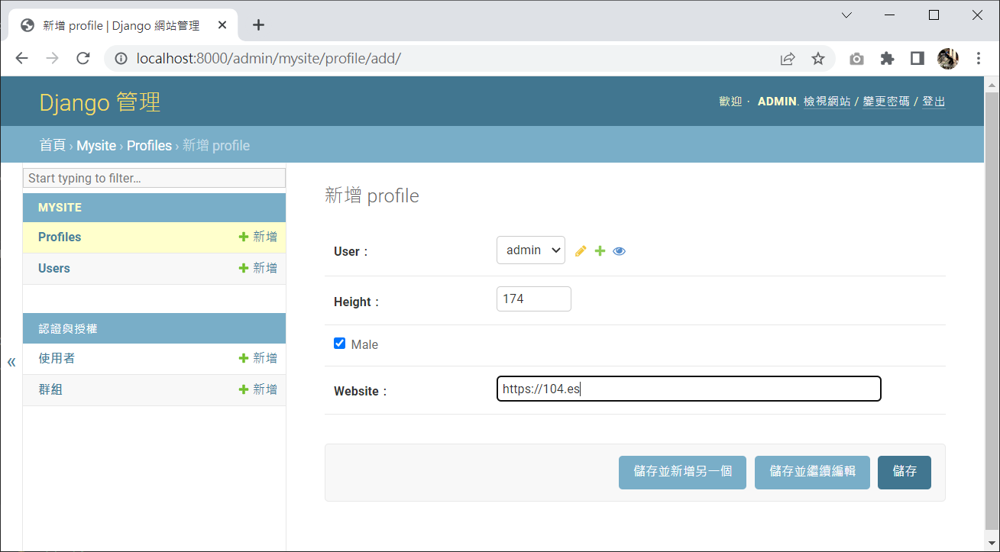 新增 profile | Django 網站管理
localhost:8000/admin/mysite/profile/add/
Django 管理
歡迎， ADMIN. 檢視網站 / 變更密碼 / 登出
首頁 › Mysite › Profiles › 新增 profile
Start typing to filter...
MYSITE
Profiles 新增
Users 新增
認證與授權
使用者 新增
群組 新增
«
新增 profile
User： admin
Height： 174
Male
Website： https://104.es
儲存並新增另一個 儲存並繼續編輯 儲存